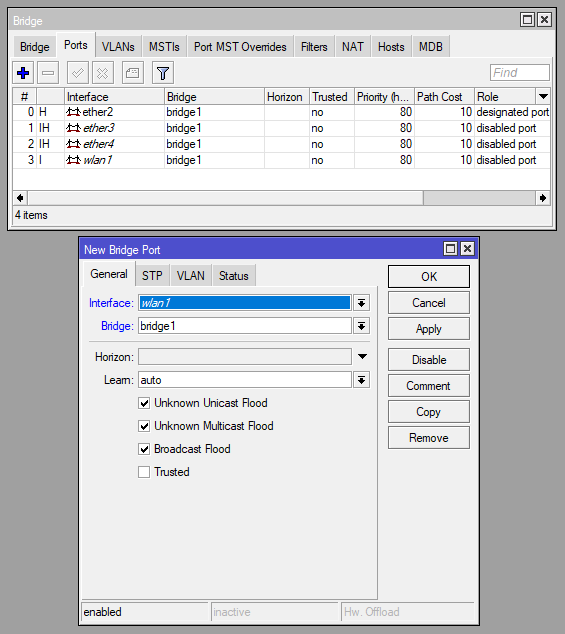 Bridge
Bridge Ports VLANs MSTIs Port MST Overrides Filters NAT Hosts MDB
Find
# Interface Bridge Horizon Trusted Priority (h... Path Cost Role
0 H ether2 bridge1 no 80 10 designated port
1 IH ether3 bridge1 no 80 10 disabled port
2 IH ether4 bridge1 no 80 10 disabled port
3 I wlan1 bridge1 no 80 10 disabled port
4 items
New Bridge Port
General STP VLAN Status
OK
Interface: wlan1
Cancel
Bridge: bridge1
Apply
Horizon:
Disable
Learn: auto
Comment
Unknown Unicast Flood
Copy
Unknown Multicast Flood
Remove
Broadcast Flood
Trusted
enabled inactive Hw. Offload